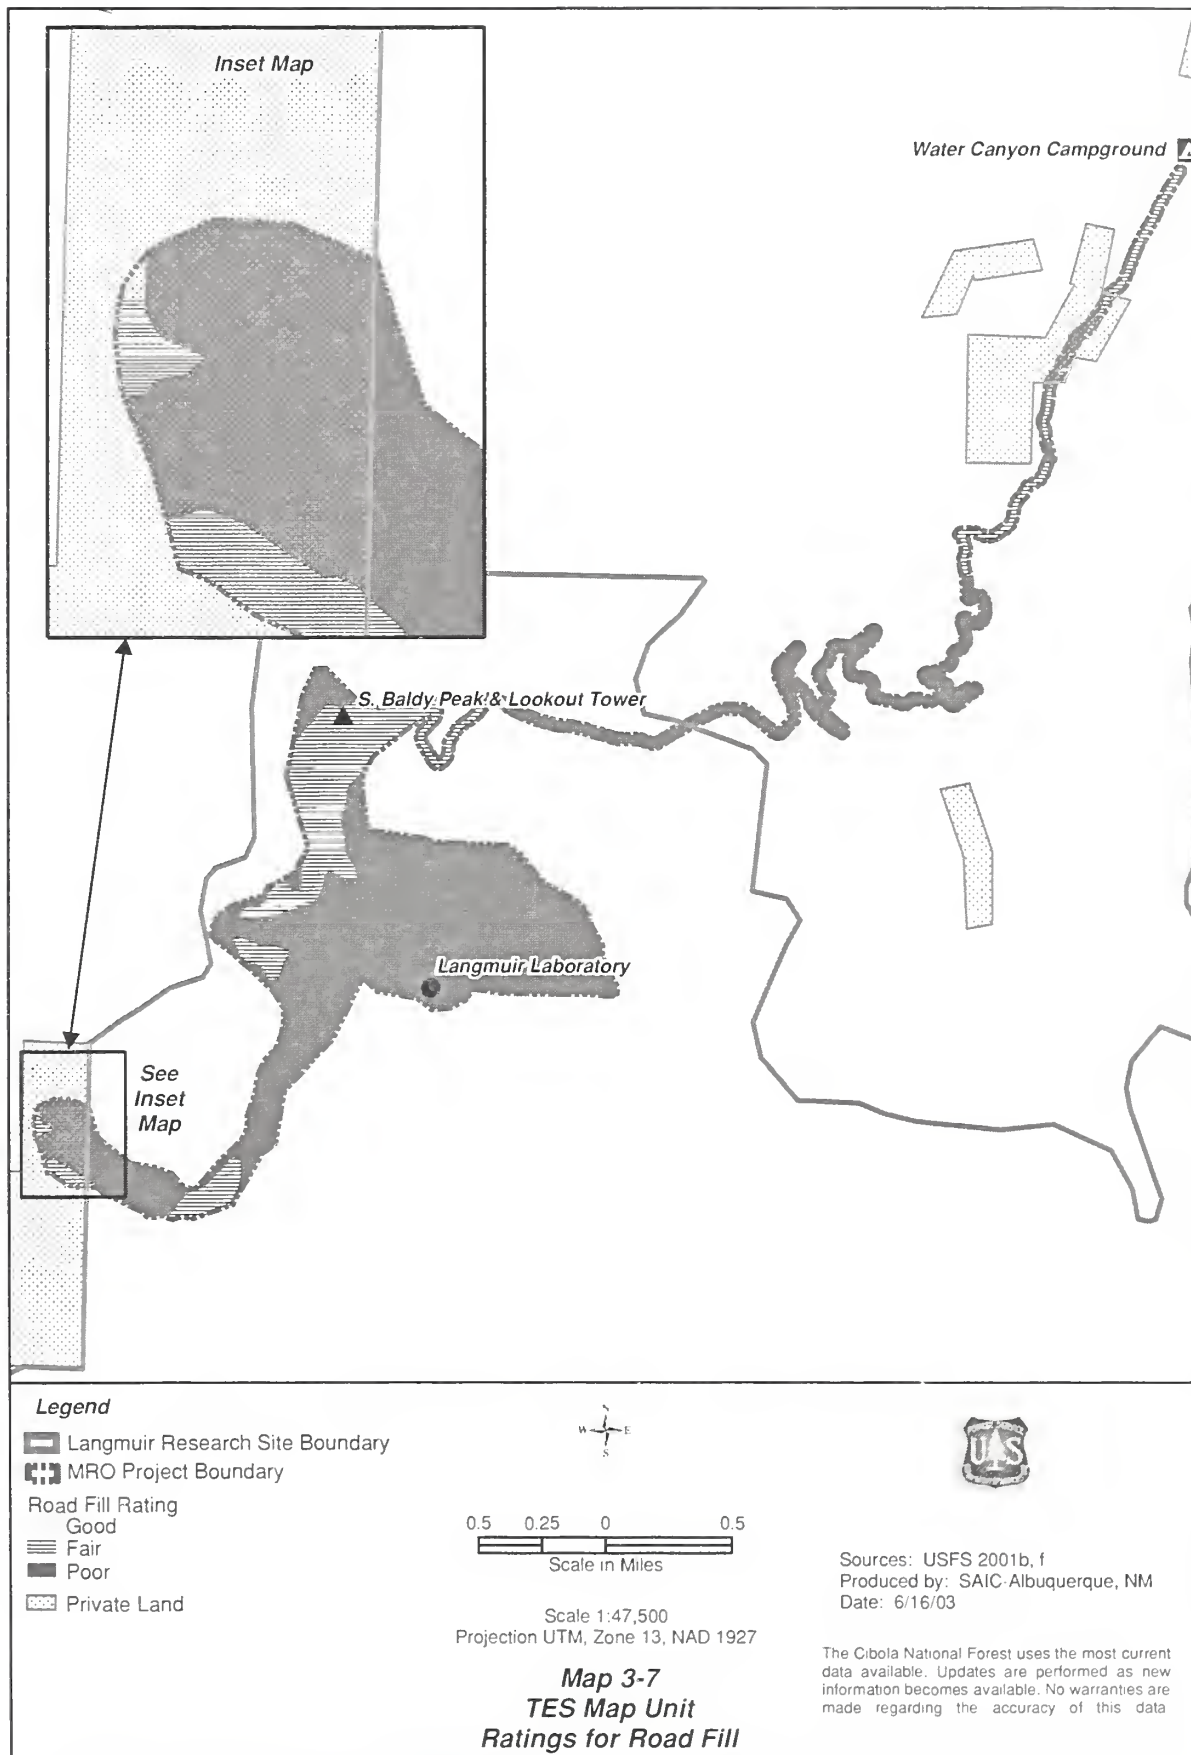 Inset Map
Water Canyon Campground
S. Baldy Peak & Lookout Tower
Langmuir Laboratory
See
Inset
Map
Legend
Langmuir Research Site Boundary
MRO Project Boundary
Road Fill Rating
Good
Fair
Poor
Private Land
N
W E
S
0.5 0.25 0 0.5
Scale in Miles
Scale 1:47,500
Projection UTM, Zone 13, NAD 1927
Map 3-7
TES Map Unit
Ratings for Road Fill
U S
Sources: USFS 2001b, f
Produced by: SAIC-Albuquerque, NM
Date: 6/16/03
The Cibola National Forest uses the most current
data available. Updates are performed as new
information becomes available. No warranties are
made regarding the accuracy of this data